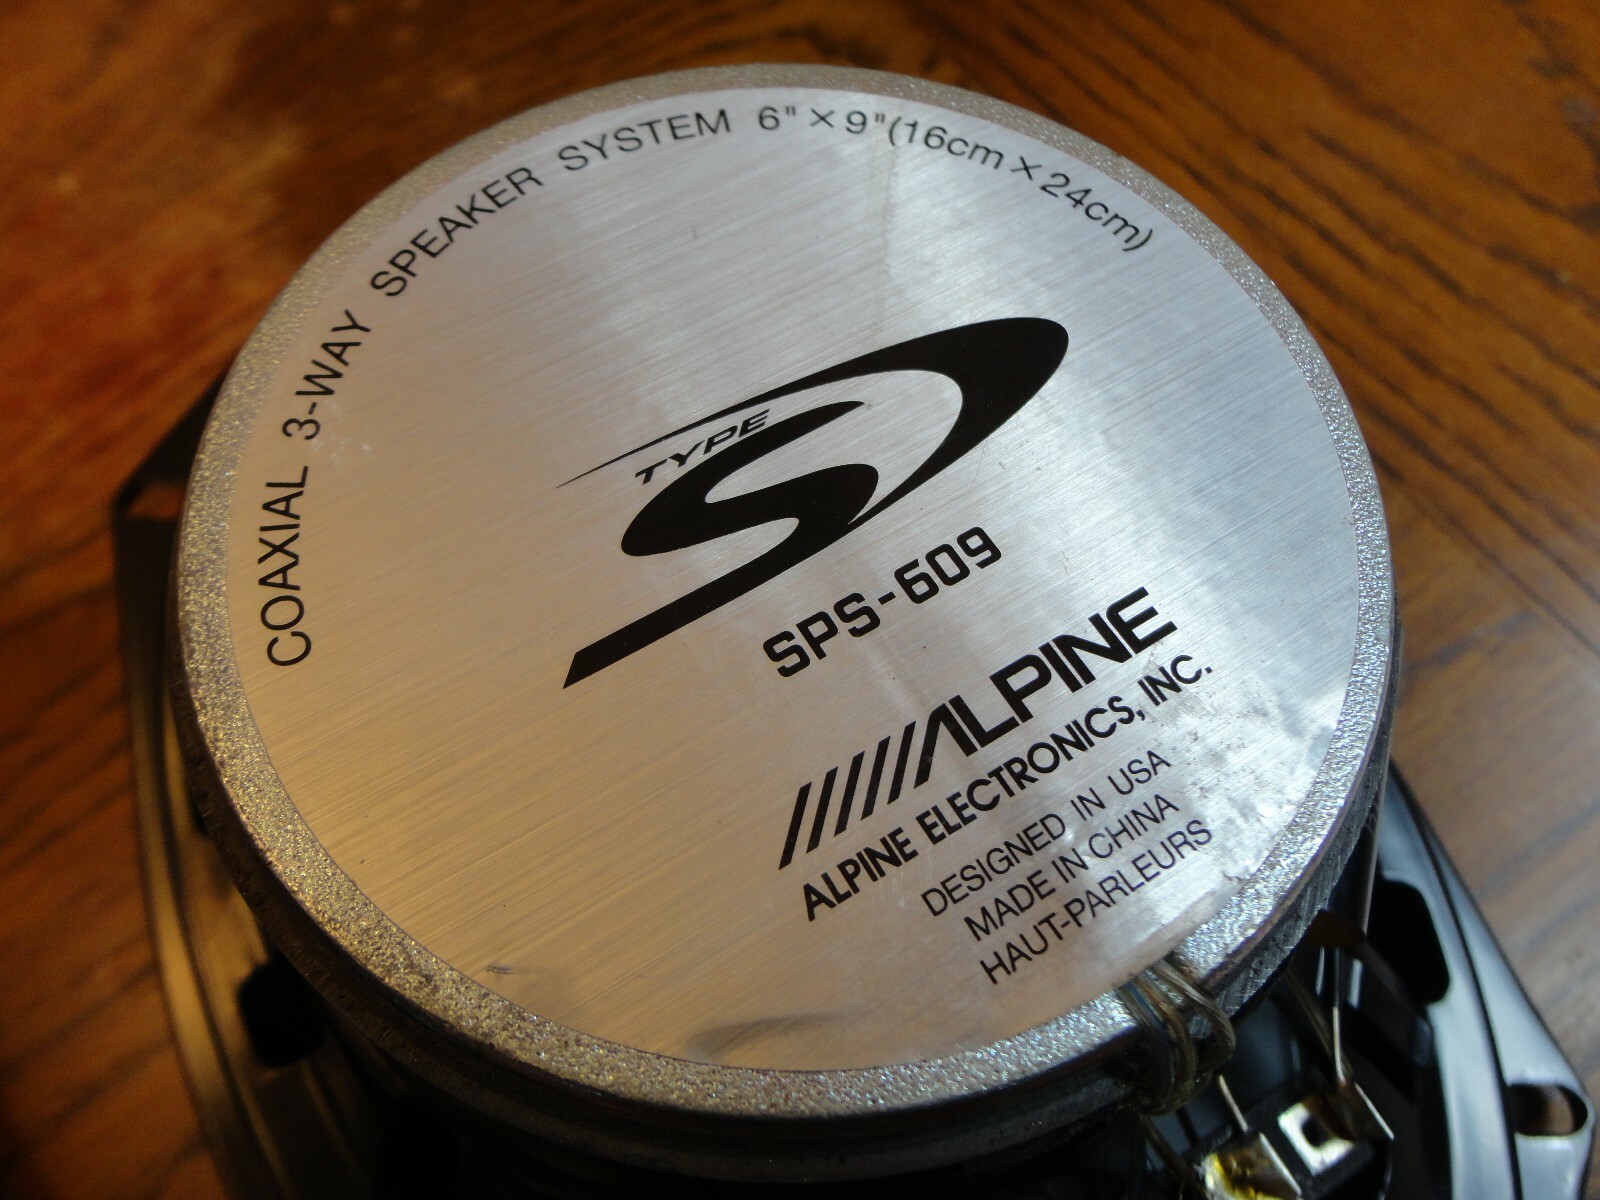 COAXIAL 3-WAY SPEAKER SYSTEM 6" × 9" (16cm × 24cm)
TYPE
S
SPS-609
ALPINE
ALPINE ELECTRONICS, INC.
DESIGNED IN USA
MADE IN CHINA
HAUT-PARLEURS